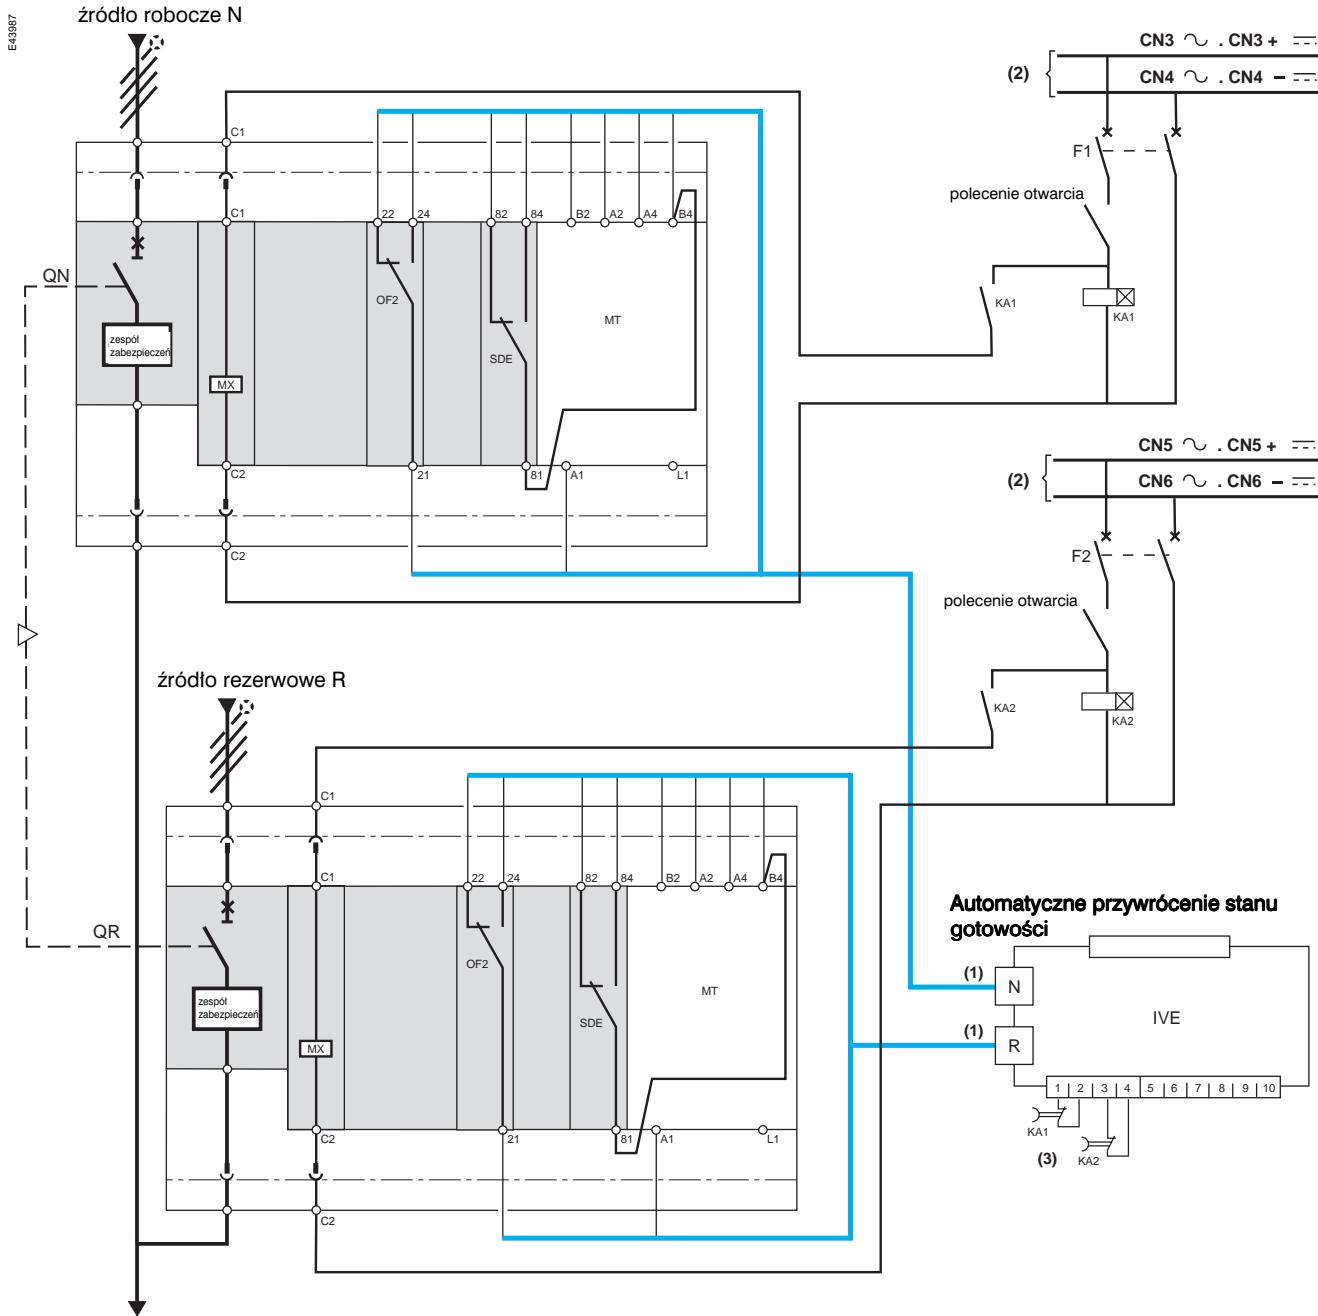 E43987
źródło robocze N
CN3 ∿ . CN3 + ⎓
(2)
CN4 ∿ . CN4 – ⎓
C1
F1
polecenie otwarcia
C1
22
24
82
84
B2
A2
A4
B4
QN
OF2
KA1
KA1
MT
zespół
zabezpieczeń
SDE
MX
CN5 ∿ . CN5 + ⎓
C2
21
81
A1
L1
(2)
CN6 ∿ . CN6 – ⎓
C2
F2
polecenie otwarcia
źródło rezerwowe R
KA2
KA2
C1
C1
22
24
82
84
B2
A2
A4
B4
Automatyczne przywrócenie stanu
gotowości
QR
OF2
(1)
N
MT
zespół
zabezpieczeń
SDE
IVE
(1)
R
MX
1 2 3 4 5 6 7 8 9 10
KA1
C2
21
81
A1
L1
(3)
KA2
C2